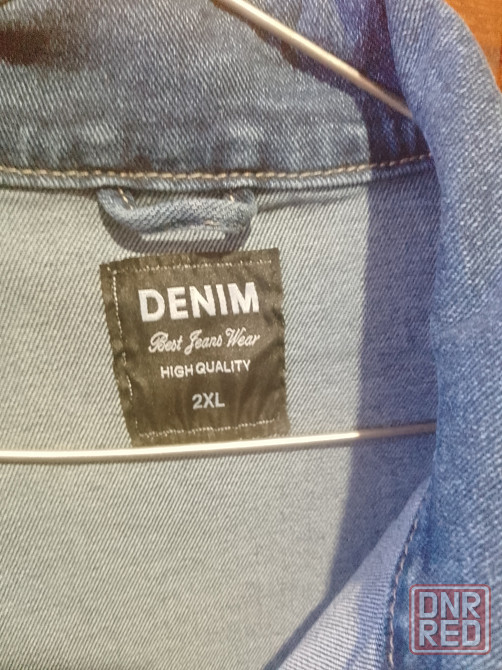 DENIM
Best Jeans Wear
HIGH QUALITY
2XL
DNR
RED